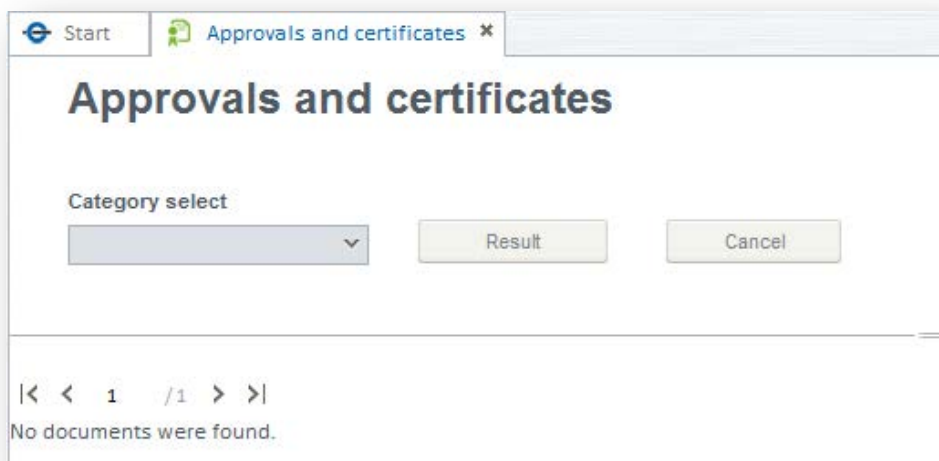 Start Approvals and certificates
Approvals and certificates
Category select
Result Cancel
1 /1
No documents were found.